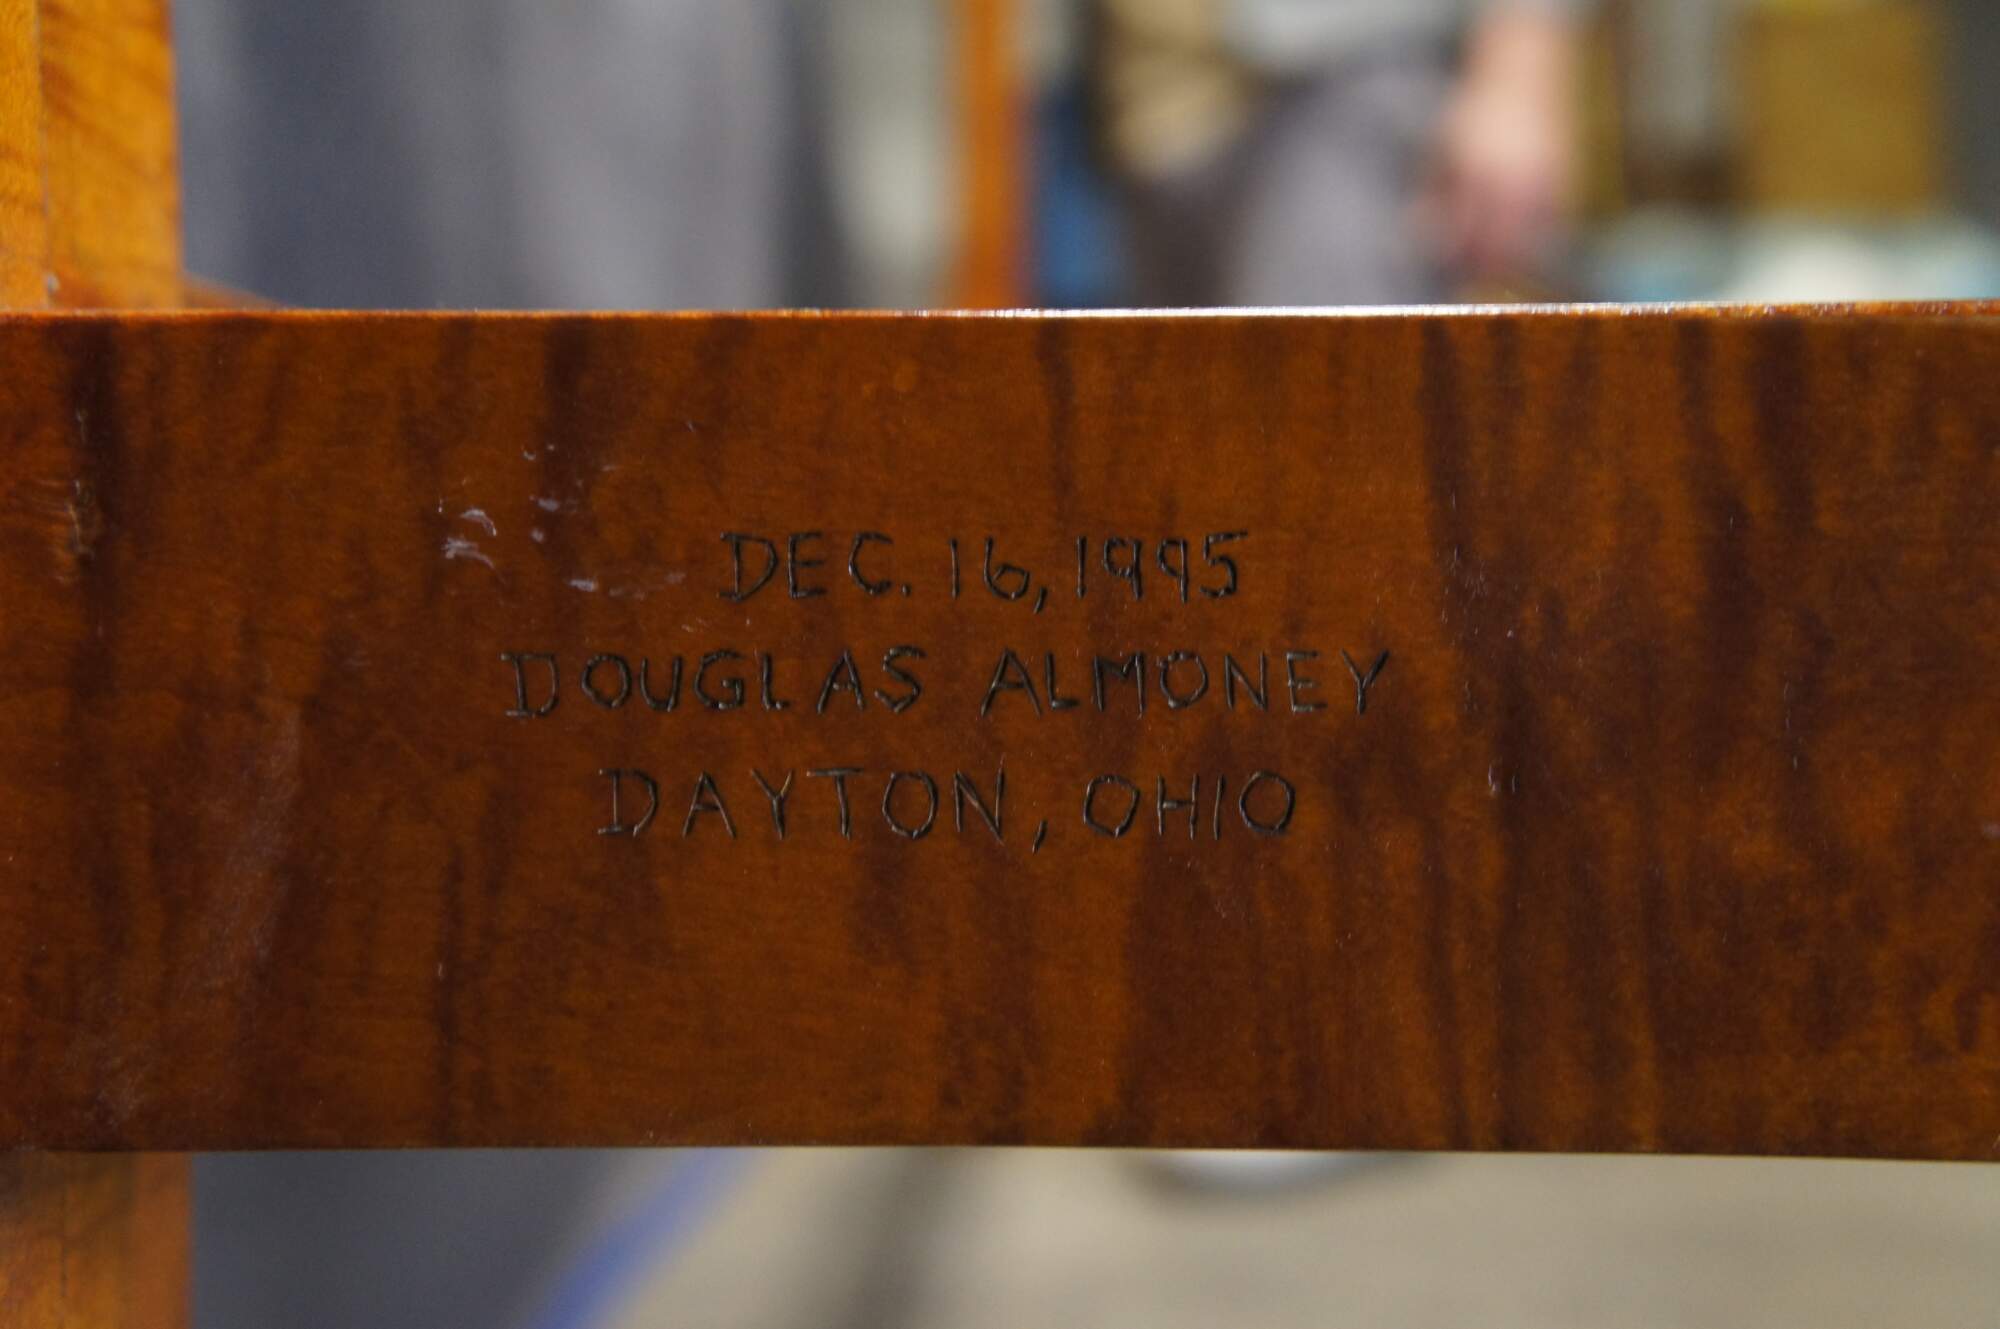 DEC. 16, 1995
DOUGLAS ALMONEY
DAYTON, OHIO